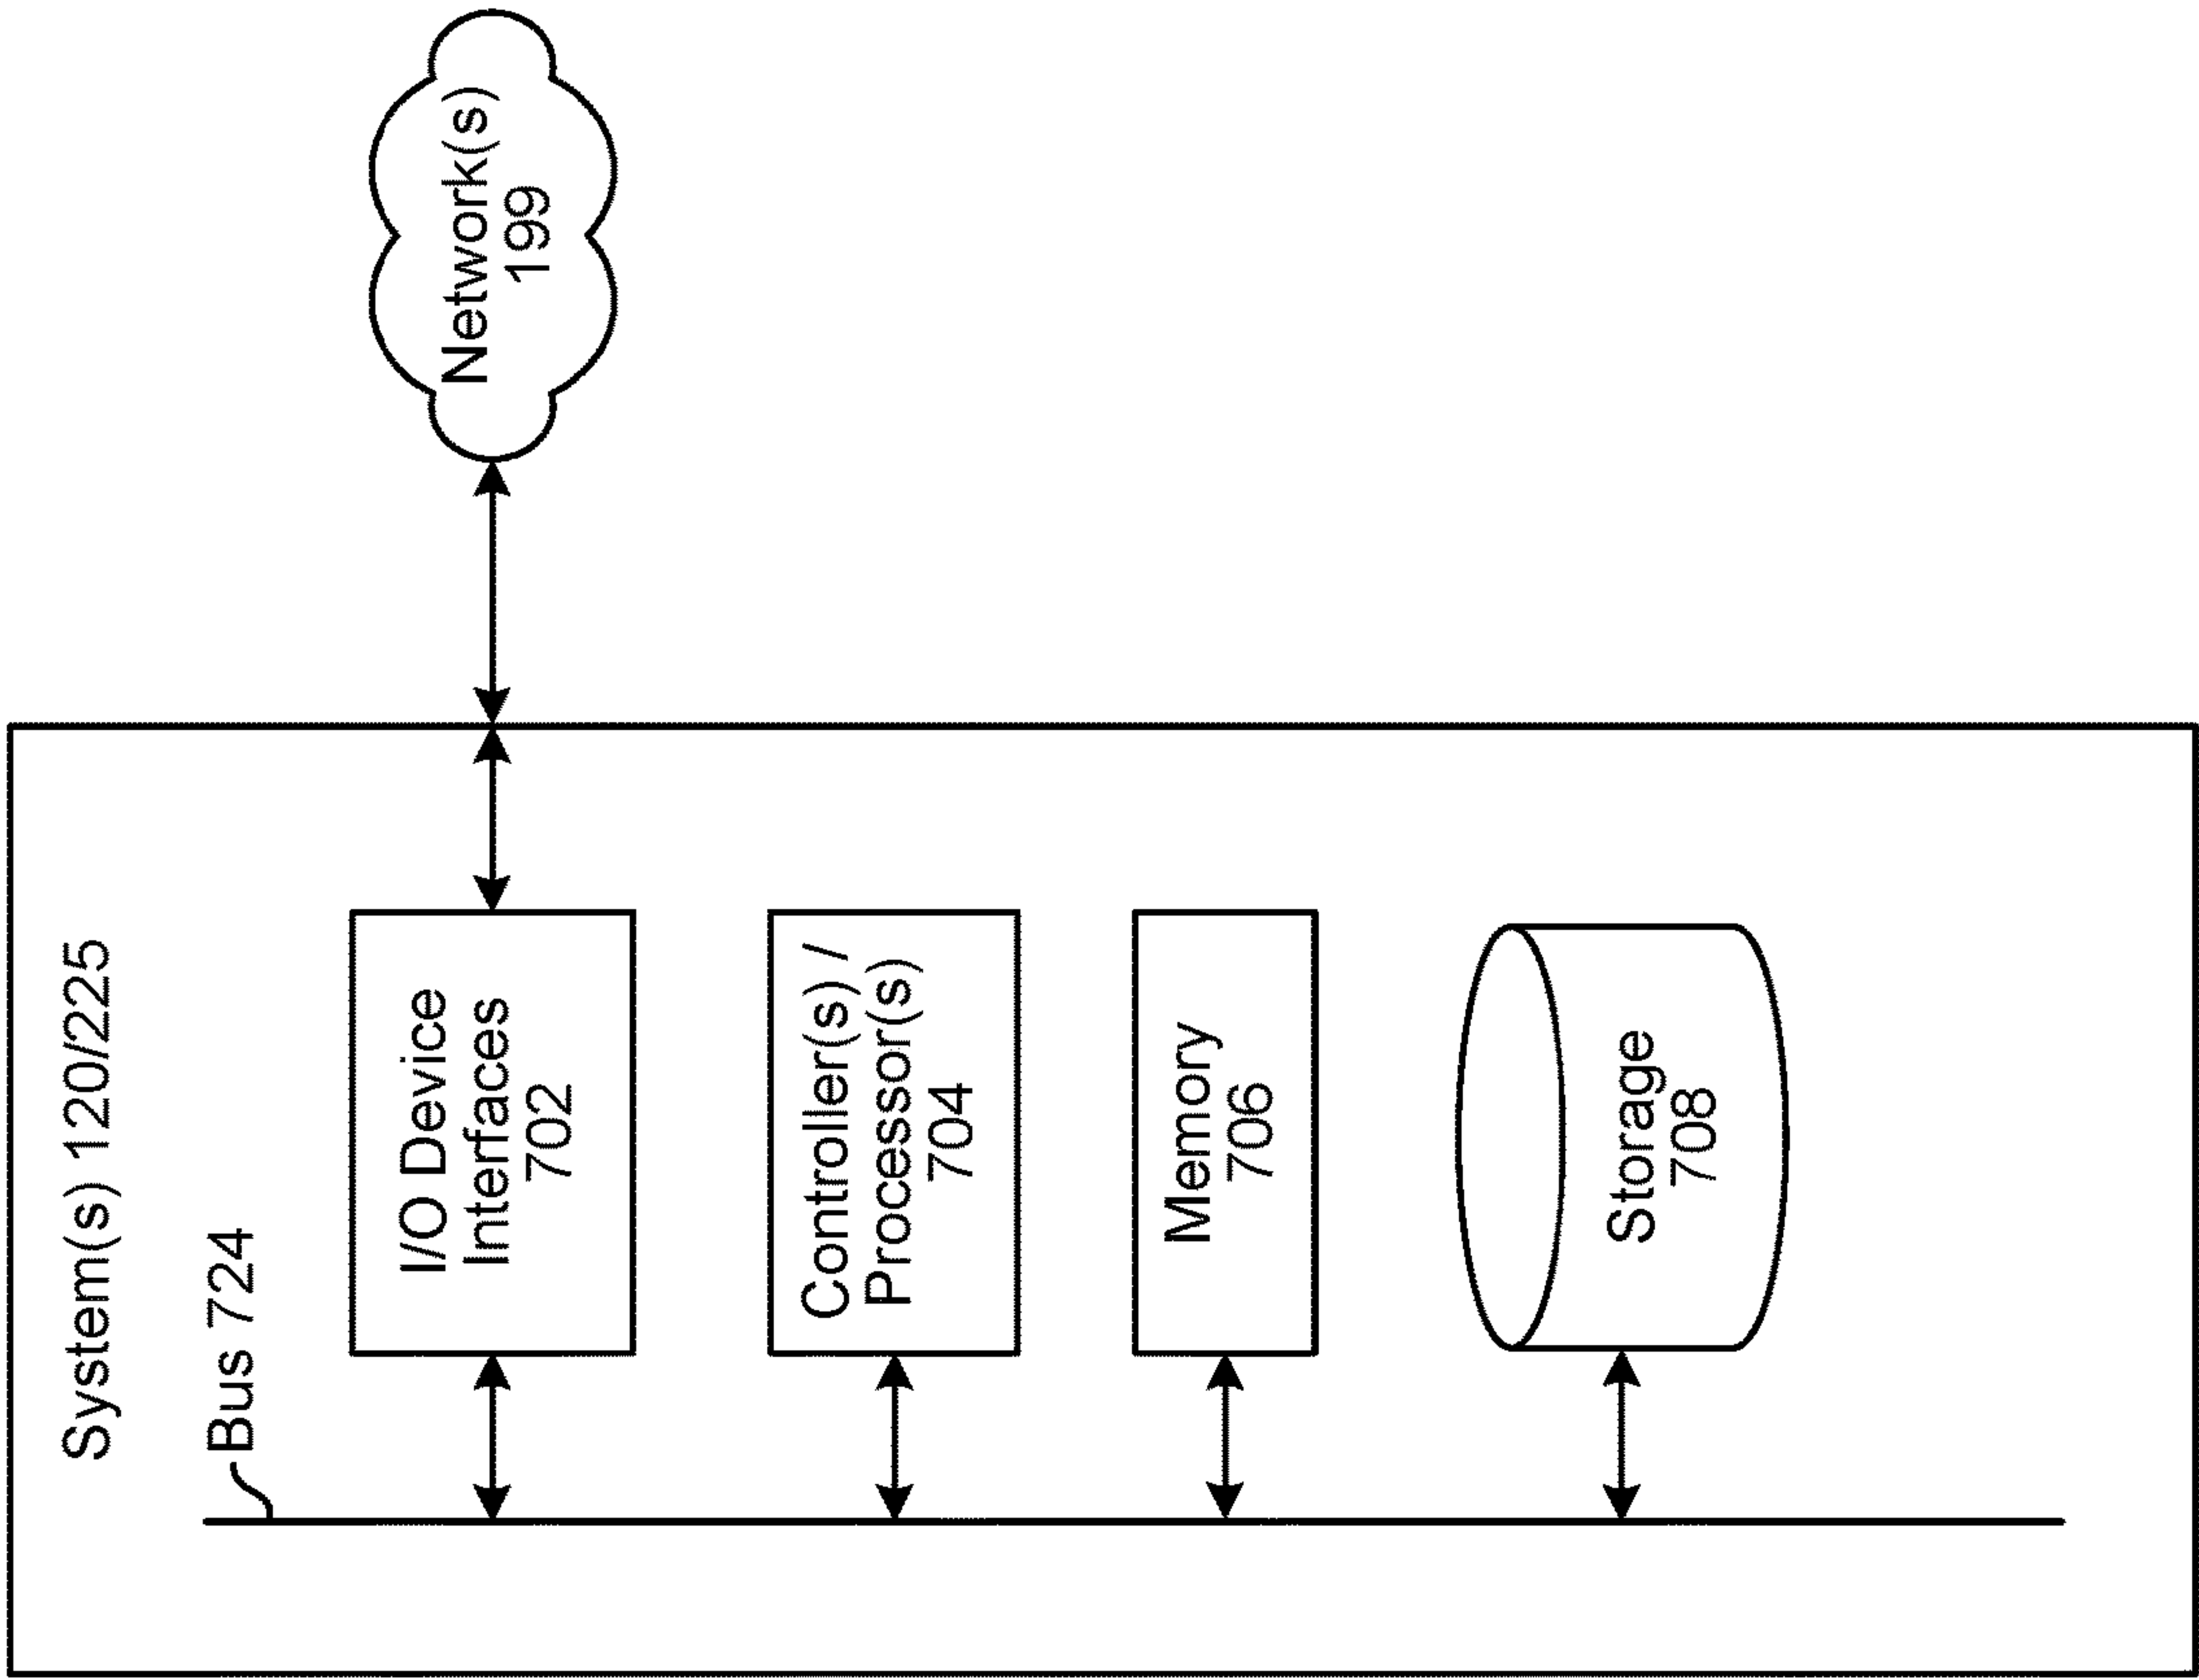 System(s) 120/225
Bus 724
I/O Device
Interfaces
702
Controller(s) /
Processor(s)
704
Memory
706
Storage
708
Network(s)
199